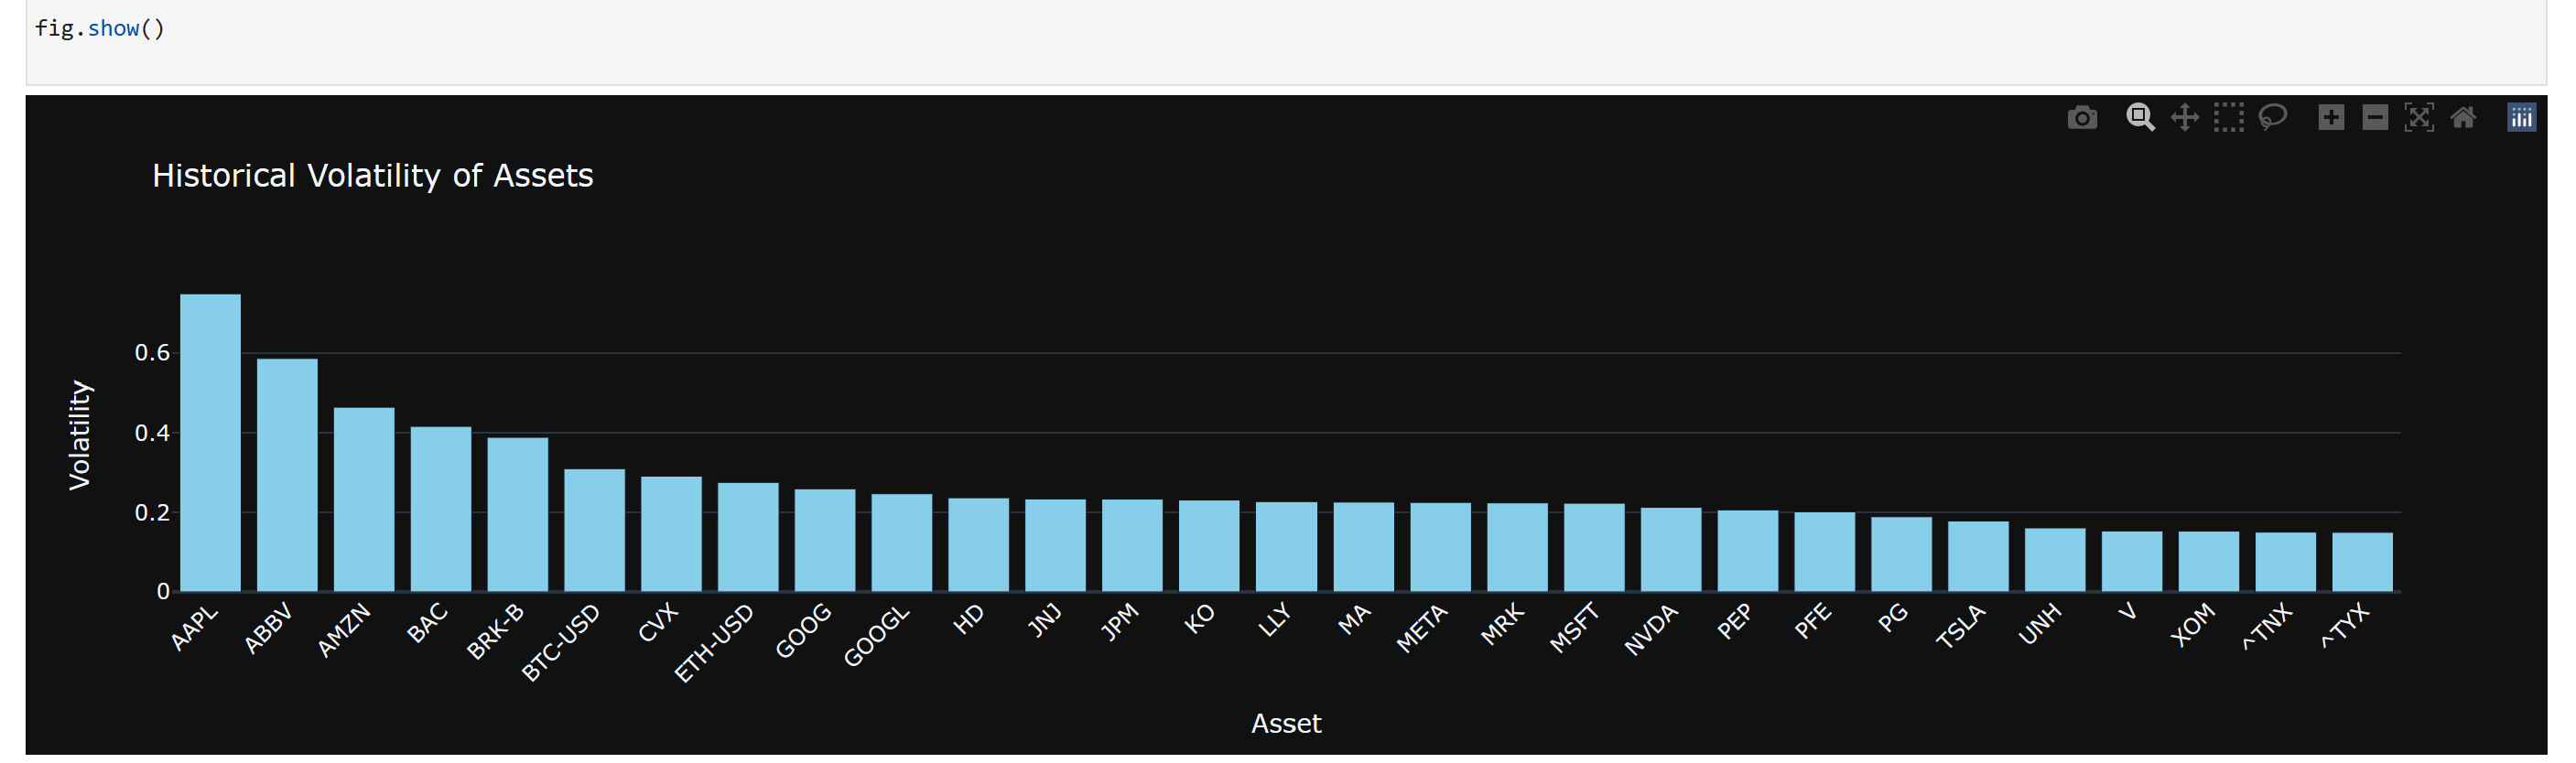 fig.show()
Historical Volatility of Assets
Volatility
0.6
0.4
0.2
0
AAPL
ABBV
AMZN
BAC
BRK-B
BTC-USD
CVX
ETH-USD
GOOG
GOOGL
HD
JNJ
JPM
KO
LLY
MA
META
MRK
MSFT
NVDA
PEP
PFE
PG
TSLA
UNH
V
XOM
^TNX
^TYX
Asset